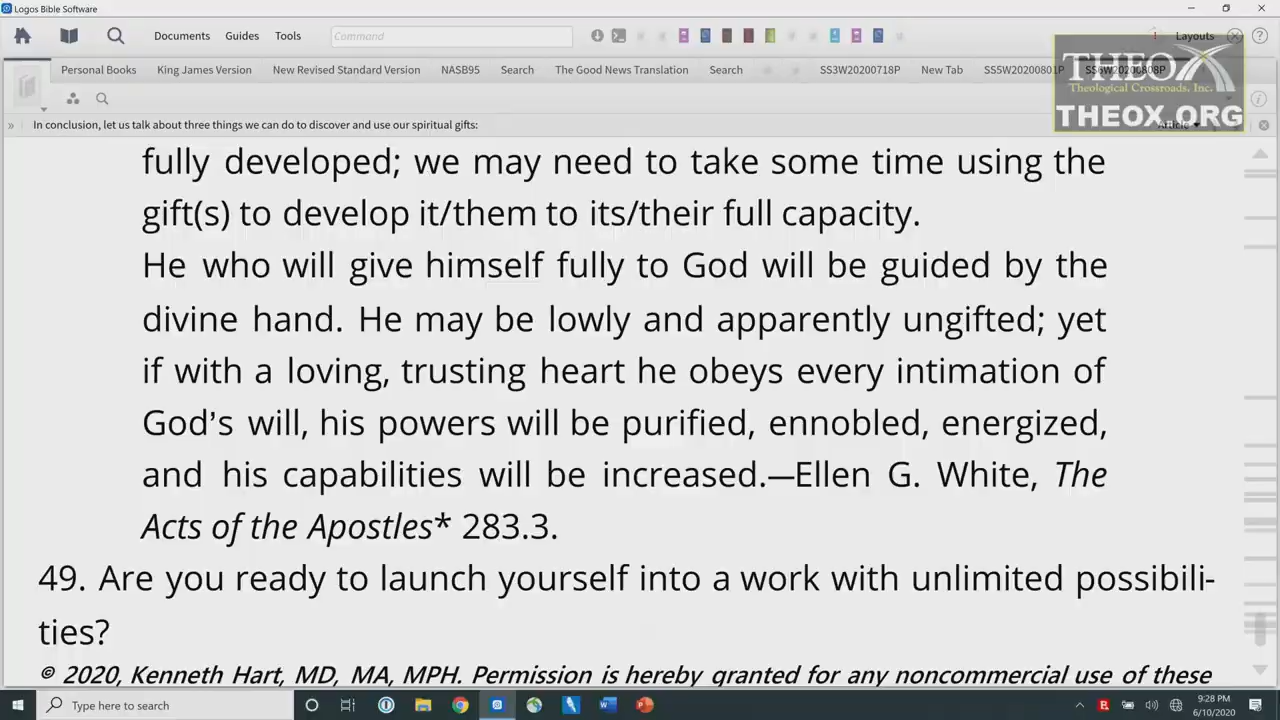 Logos Bible Software
Documents Guides Tools Command Layouts
Personal Books King James Version New Revised Stan 5 Search The Good News Translation Search SS3W20200718P New Tab SS5W20200801P SS6W20200808P
THEOX
Theological Crossroads, Inc.
THEOX.ORG
In conclusion, let us talk about three things we can do to discover and use our spiritual gifts: Article
fully developed; we may need to take some time using the
gift(s) to develop it/them to its/their full capacity.
He who will give himself fully to God will be guided by the
divine hand. He may be lowly and apparently ungifted; yet
if with a loving, trusting heart he obeys every intimation of
God's will, his powers will be purified, ennobled, energized,
and his capabilities will be increased.—Ellen G. White, The
Acts of the Apostles* 283.3.
49. Are you ready to launch yourself into a work with unlimited possibili-
ties?
© 2020, Kenneth Hart, MD, MA, MPH. Permission is hereby granted for any noncommercial use of these
Type here to search
9:28 PM
6/10/2020